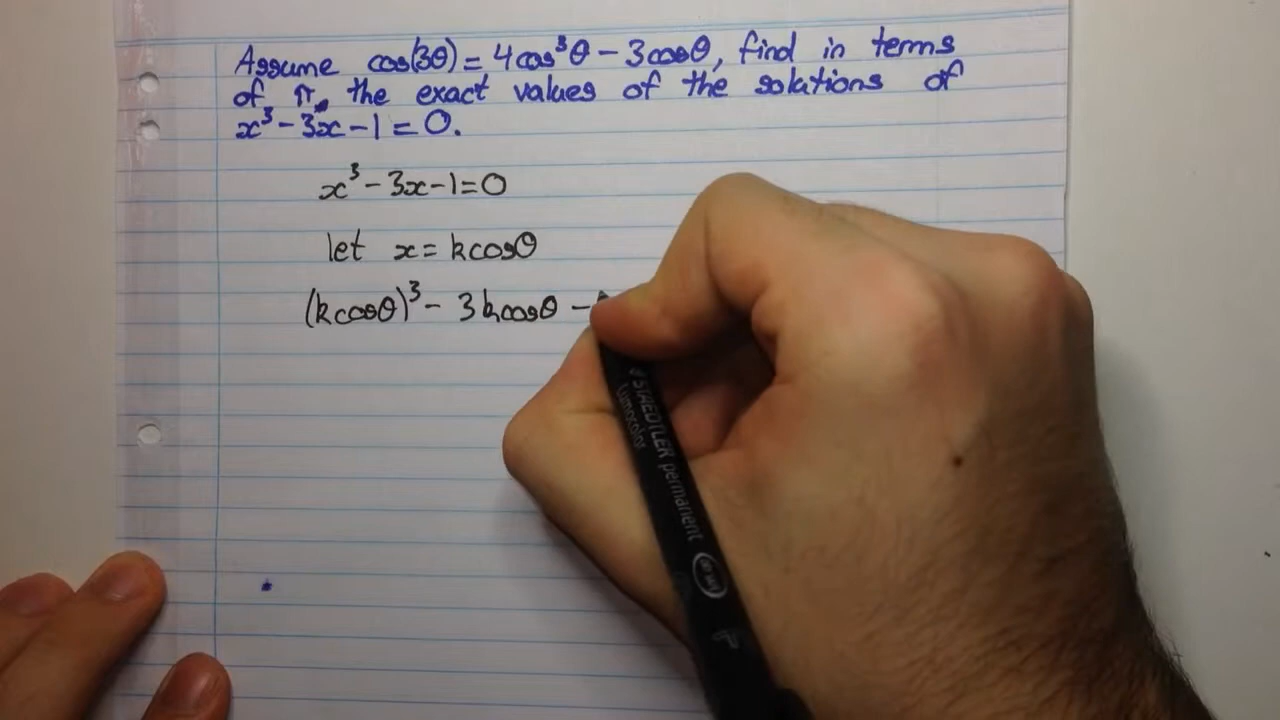 Assume cos(3θ) = 4cos³θ - 3cosθ, find in terms
of π, the exact values of the solutions of
x³ - 3x - 1 = 0.
x³ - 3x - 1 = 0
let x = kcosθ
(kcosθ)³ - 3kcosθ -
STAEDTLER permanent
Lumocolor